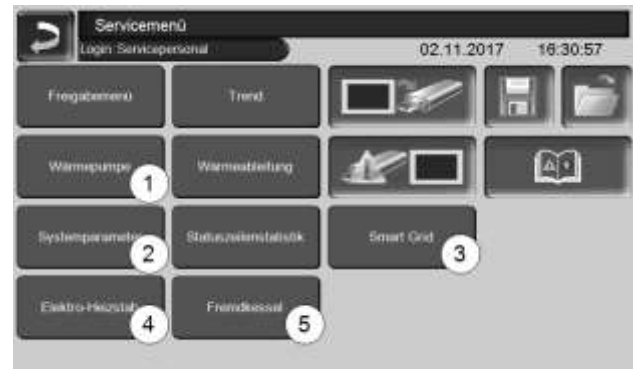 Servicemenü
Login Servicepersonal
02.11.2017 16:30:57
Freigabemenü
Trend
Wärmepumpe
1
Wärmeableitung
Systemparameter
2
Statuszeilenstatistik
Smart Grid
3
Elektro-Heizstab
4
Fremdkessel
5